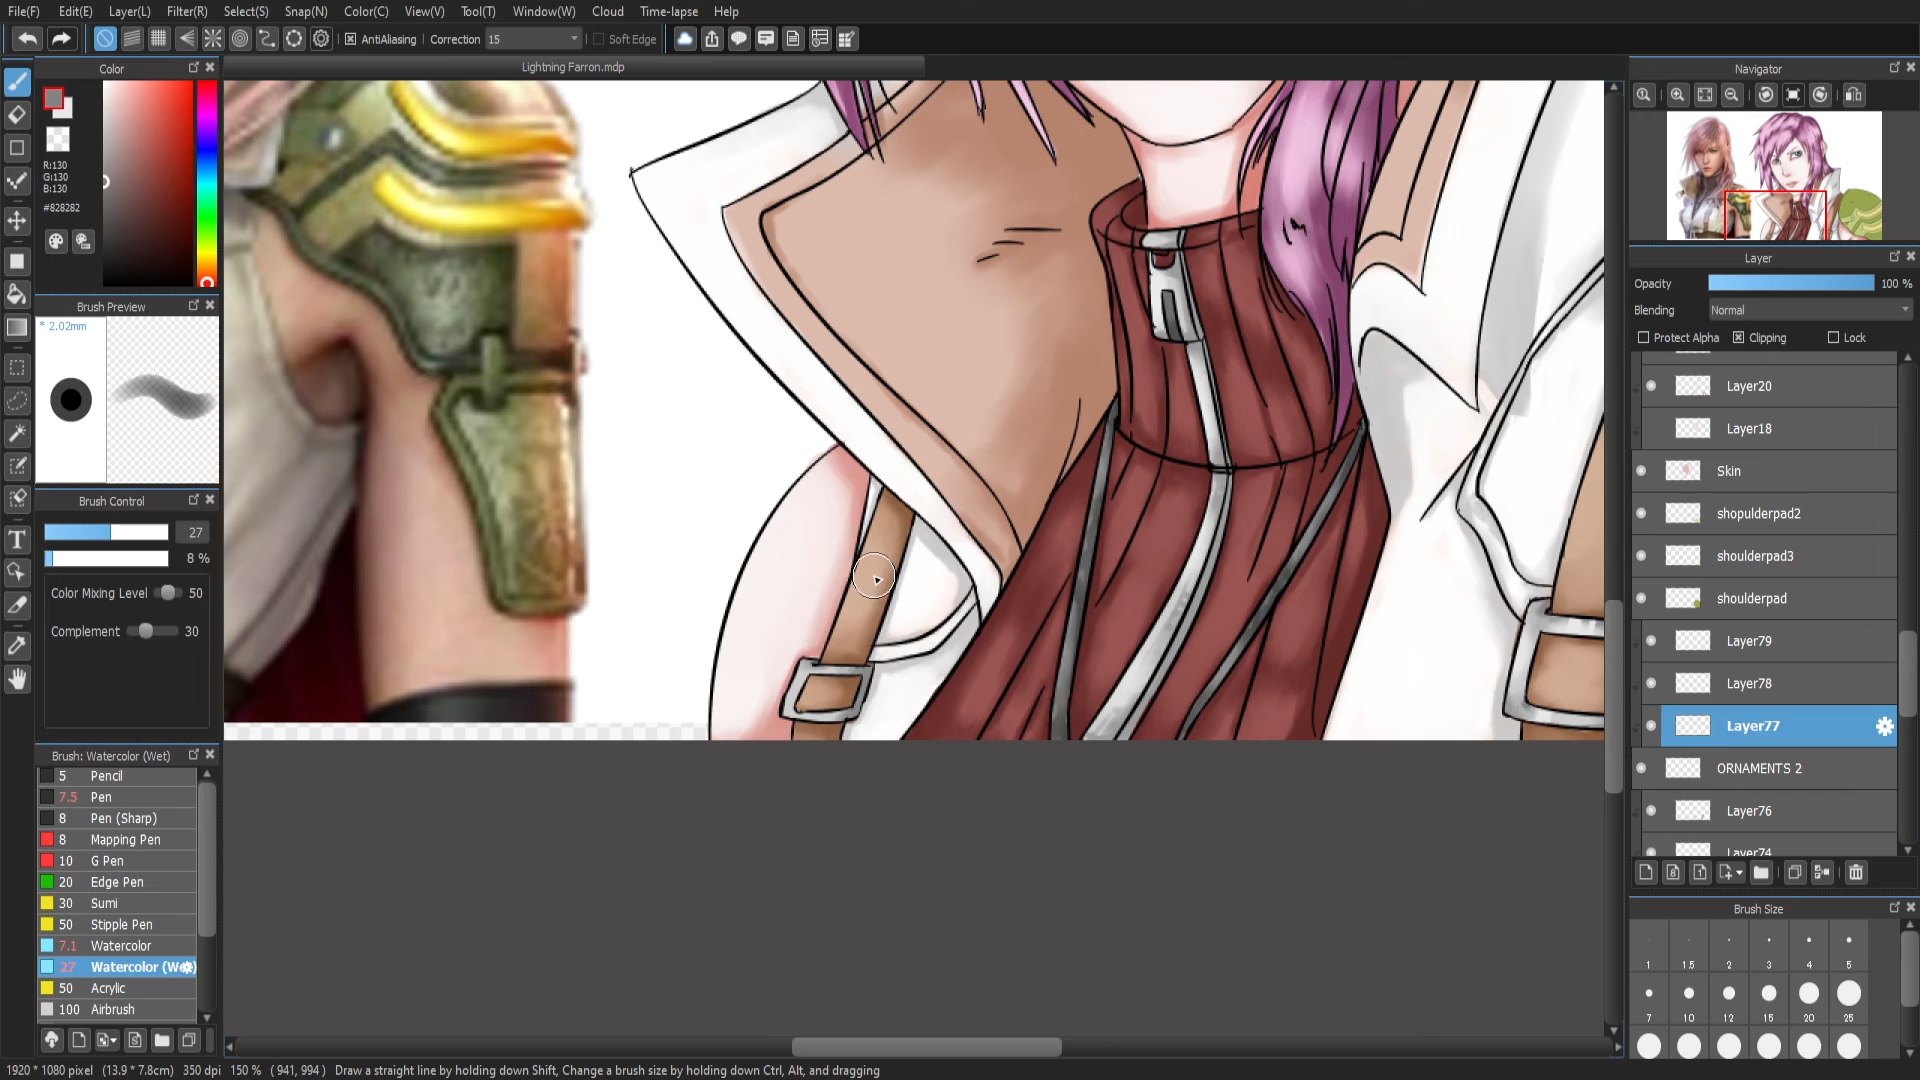 File(F) Edit(E) Layer(L) Filter(R) Select(S) Snap(N) Color(C) View(V) Tool(T) Window(W) Cloud Time-lapse Help
AntiAliasing Correction 15 Soft Edge
Color
Lightning Farron.mdp
Navigator
R:130
G:130
B:130
#828282
Layer
Opacity 100 %
Blending Normal
Protect Alpha Clipping Lock
Brush Preview
* 2.02mm
Layer20
Layer18
Skin
shopulderpad2
shoulderpad3
shoulderpad
Layer79
Layer78
Layer77
ORNAMENTS 2
Layer76
Layer74
Brush Control
27
8 %
Color Mixing Level 50
Complement 30
Brush: Watercolor (Wet)
5 Pencil
7.5 Pen
8 Pen (Sharp)
8 Mapping Pen
10 G Pen
20 Edge Pen
30 Sumi
50 Stipple Pen
7.1 Watercolor
27 Watercolor (Wet)
50 Acrylic
100 Airbrush
Brush Size
1 1.5 2 3 4 5
7 10 12 15 20 25
1920 * 1080 pixel (13.9 * 7.8cm) 350 dpi 150 % ( 941, 994 ) Draw a straight line by holding down Shift, Change a brush size by holding down Ctrl, Alt, and dragging